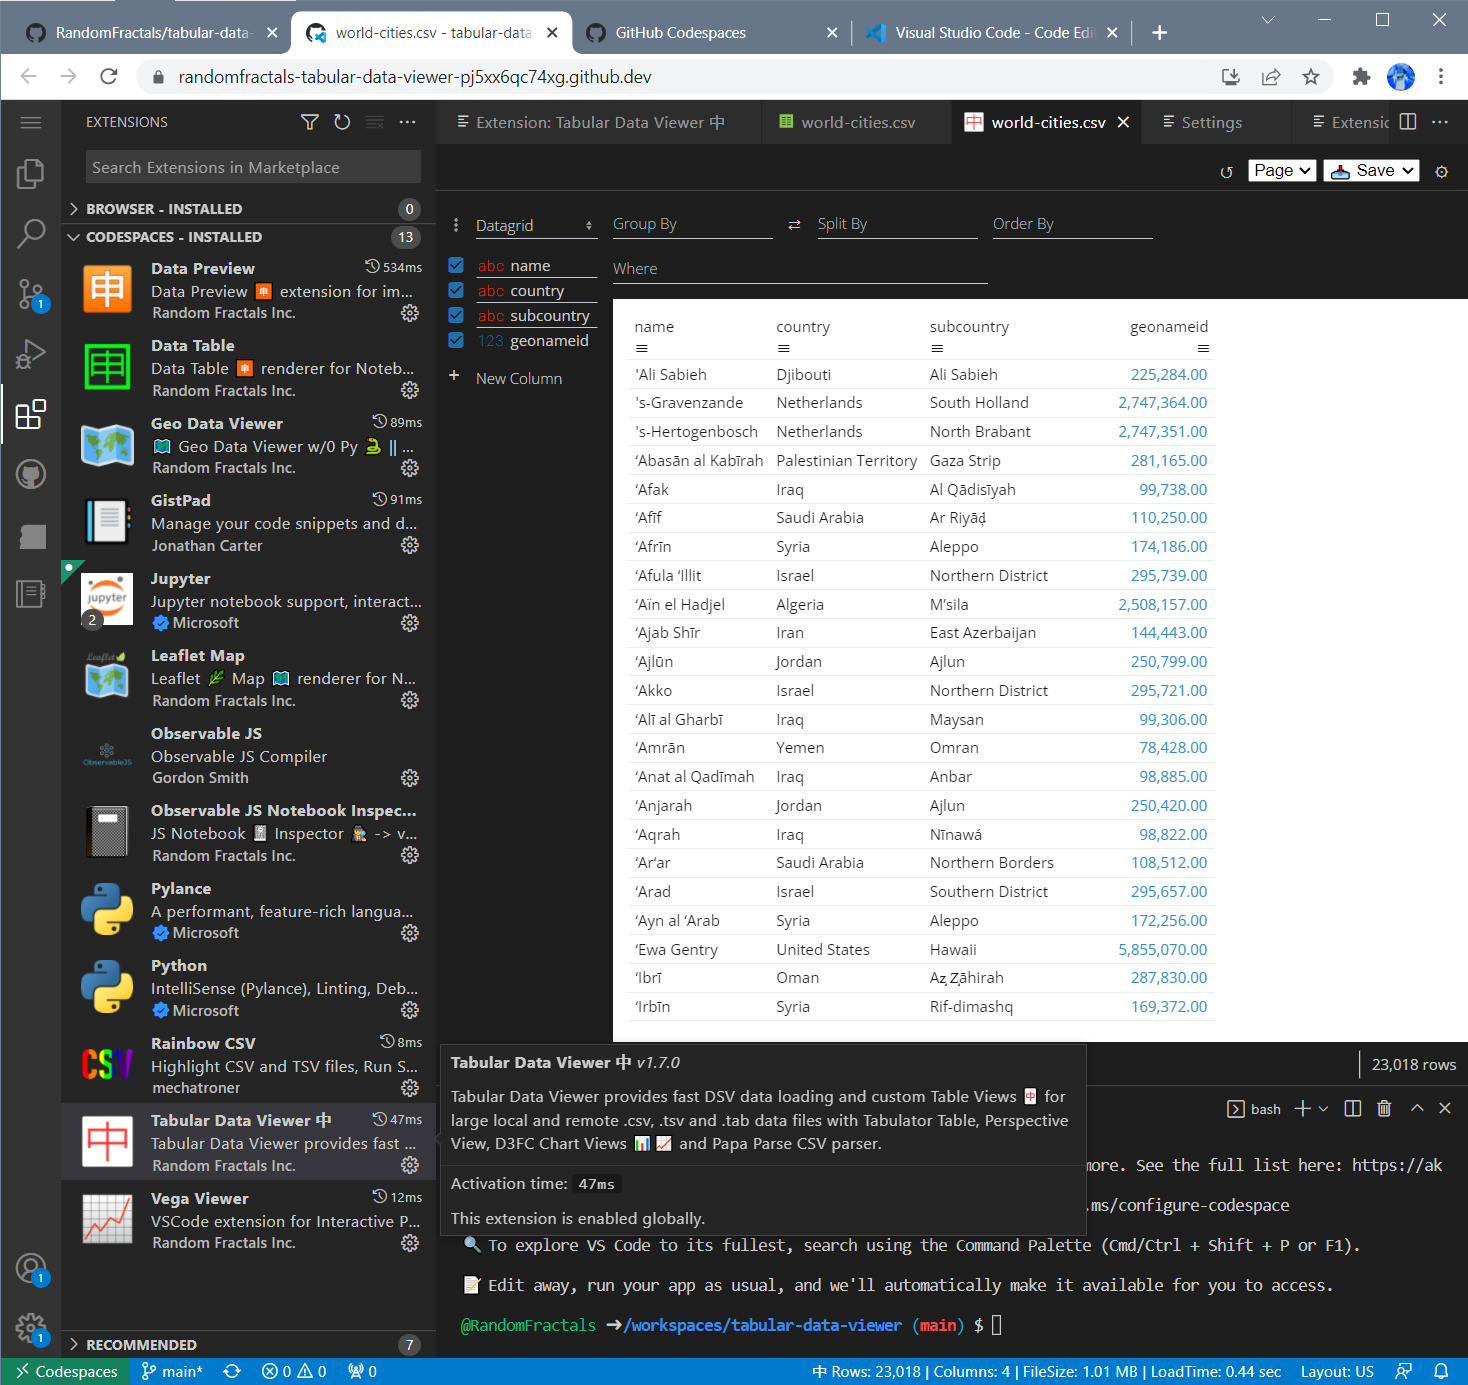 RandomFractals/tabular-data-
world-cities.csv - tabular-data-
GitHub Codespaces
Visual Studio Code - Code Edi
randomfractals-tabular-data-viewer-pj5xx6qc74xg.github.dev
EXTENSIONS
Search Extensions in Marketplace
BROWSER - INSTALLED 0
CODESPACES - INSTALLED 13
Data Preview 534ms
Data Preview 申 extension for im...
Random Fractals Inc.
Data Table
Data Table 申 renderer for Noteb...
Random Fractals Inc.
Geo Data Viewer 89ms
Geo Data Viewer w/0 Py 🐍 || ...
Random Fractals Inc.
GistPad 91ms
Manage your code snippets and d...
Jonathan Carter
Jupyter
Jupyter notebook support, interact...
Microsoft
jupyter
2
Leaflet Map
Leaflet Map renderer for N...
Random Fractals Inc.
Leaflet
Observable JS
Observable JS Compiler
Gordon Smith
ObservableJS
Observable JS Notebook Inspec...
JS Notebook Inspector -> v...
Random Fractals Inc.
Pylance
A performant, feature-rich langua...
Microsoft
Python
IntelliSense (Pylance), Linting, Deb...
Microsoft
Rainbow CSV 8ms
Highlight CSV and TSV files, Run S...
mechatroner
CSV
Tabular Data Viewer 中 47ms
Tabular Data Viewer provides fast ...
Random Fractals Inc.
中
Vega Viewer 12ms
VSCode extension for Interactive P...
Random Fractals Inc.
RECOMMENDED 7
1
1
1
Extension: Tabular Data Viewer 中
world-cities.csv
中 world-cities.csv
Settings
Extensio
Page
Save
Datagrid
Group By
Split By
Order By
Where
abc name
abc country
abc subcountry
123 geonameid
+ New Column
name country subcountry geonameid
'Ali Sabieh Djibouti Ali Sabieh 225,284.00
's-Gravenzande Netherlands South Holland 2,747,364.00
's-Hertogenbosch Netherlands North Brabant 2,747,351.00
‘Abasān al Kabīrah Palestinian Territory Gaza Strip 281,165.00
‘Afak Iraq Al Qādisīyah 99,738.00
‘Afīf Saudi Arabia Ar Riyāḑ 110,250.00
‘Afrīn Syria Aleppo 174,186.00
‘Afula ‘Illit Israel Northern District 295,739.00
‘Aïn el Hadjel Algeria M’sila 2,508,157.00
‘Ajab Shīr Iran East Azerbaijan 144,443.00
‘Ajlūn Jordan Ajlun 250,799.00
‘Akko Israel Northern District 295,721.00
‘Alī al Gharbī Iraq Maysan 99,306.00
‘Amrān Yemen Omran 78,428.00
‘Anat al Qadīmah Iraq Anbar 98,885.00
‘Anjarah Jordan Ajlun 250,420.00
‘Aqrah Iraq Nīnawá 98,822.00
‘Ar‘ar Saudi Arabia Northern Borders 108,512.00
‘Arad Israel Southern District 295,657.00
‘Ayn al ‘Arab Syria Aleppo 172,256.00
‘Ewa Gentry United States Hawaii 5,855,070.00
‘Ibrī Oman Az̧ Z̧āhirah 287,830.00
‘Irbīn Syria Rif-dimashq 169,372.00
23,018 rows
Tabular Data Viewer 中 v1.7.0
Tabular Data Viewer provides fast DSV data loading and custom Table Views 中 for
large local and remote .csv, .tsv and .tab data files with Tabulator Table, Perspective
View, D3FC Chart Views 📊 📈 and Papa Parse CSV parser.
Activation time: 47ms
This extension is enabled globally.
bash
more. See the full list here: https://ak
.ms/configure-codespace
🔍 To explore VS Code to its fullest, search using the Command Palette (Cmd/Ctrl + Shift + P or F1).
📝 Edit away, run your app as usual, and we'll automatically make it available for you to access.
@RandomFractals ➜/workspaces/tabular-data-viewer (main) $
Codespaces main* 0 0 0
中 Rows: 23,018 | Columns: 4 | FileSize: 1.01 MB | LoadTime: 0.44 sec Layout: US